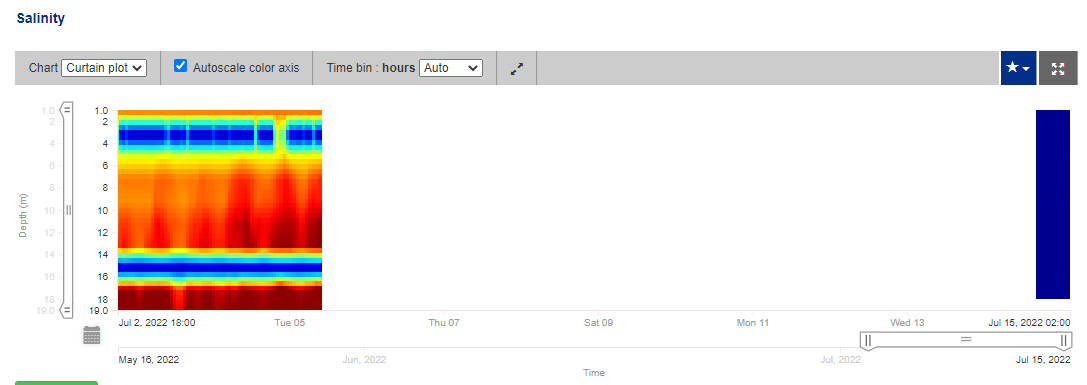 Salinity
Chart Curtain plot Autoscale color axis Time bin : hours Auto
1.0 1.0
2 2
4 4
6 6
8 8
10 10
12 12
14 14
16 16
18 18
19.0 19.0
Depth (m)
Jul 2, 2022 18:00 Tue 05 Thu 07 Sat 09 Mon 11 Wed 13 Jul 15, 2022 02:00
May 16, 2022 Jun, 2022 Jul, 2022 Jul 15, 2022
Time